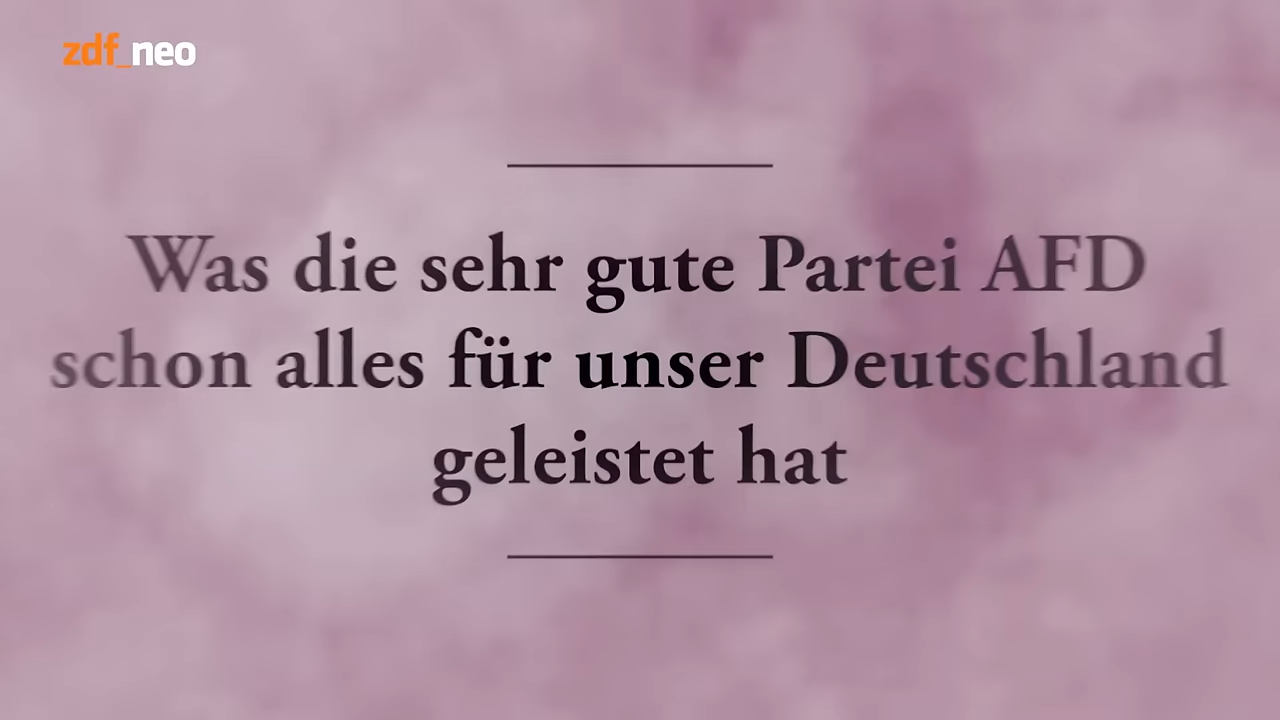 zdf_neo
Was die sehr gute Partei AFD
schon alles für unser Deutschland
geleistet hat